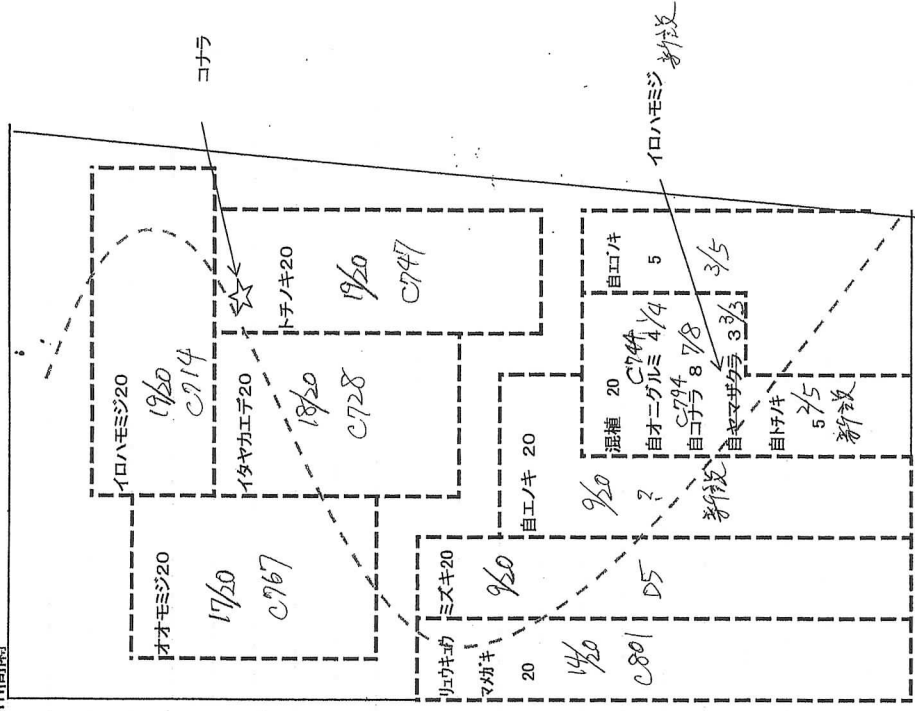 コナラ
イロハモミジ20
19/20
C714
トチノキ20
19/20
C747
イタヤカエデ20
18/20
C728
オオモミジ20
17/20
C767
イロハモミジ 新設
自エゴノキ
5
3/5
混植 20 C744
自オニグルミ 4 1/4
C794
自コナラ 8 7/8
自ヤマザクラ 3 3/3
自トチノキ
5 2/5
新設
自エノキ 20
9/20
?
新設
ミズキ20
9/20
D5
リュウキュウ
マメガキ
20
14/20
C801